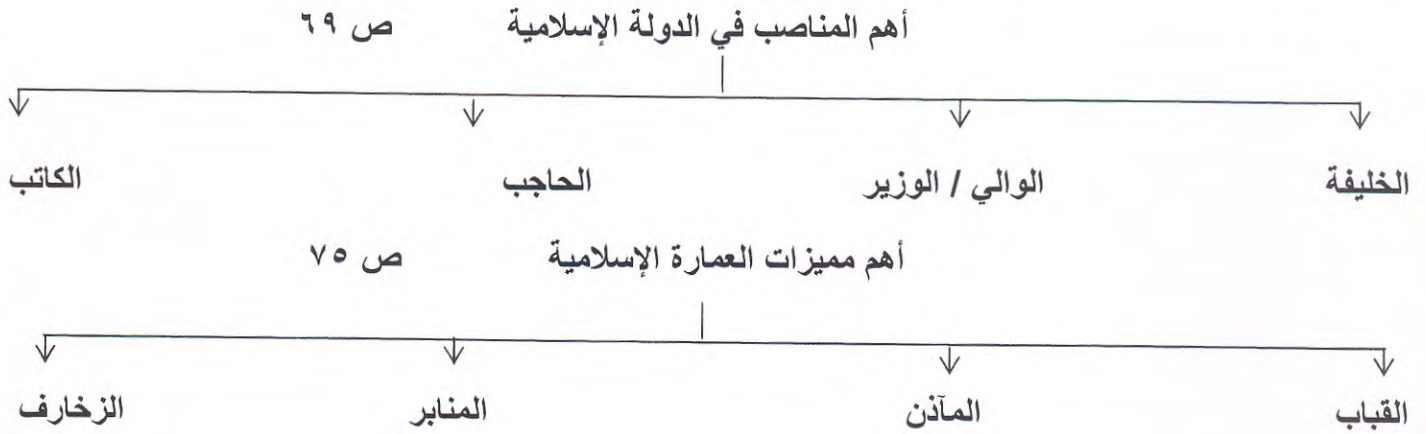 أهم المناصب في الدولة الإسلامية ص ٦٩
الخليفة الوالي / الوزير الحاجب الكاتب
أهم مميزات العمارة الإسلامية ص ٧٥
القباب المآذن المنابر الزخارف